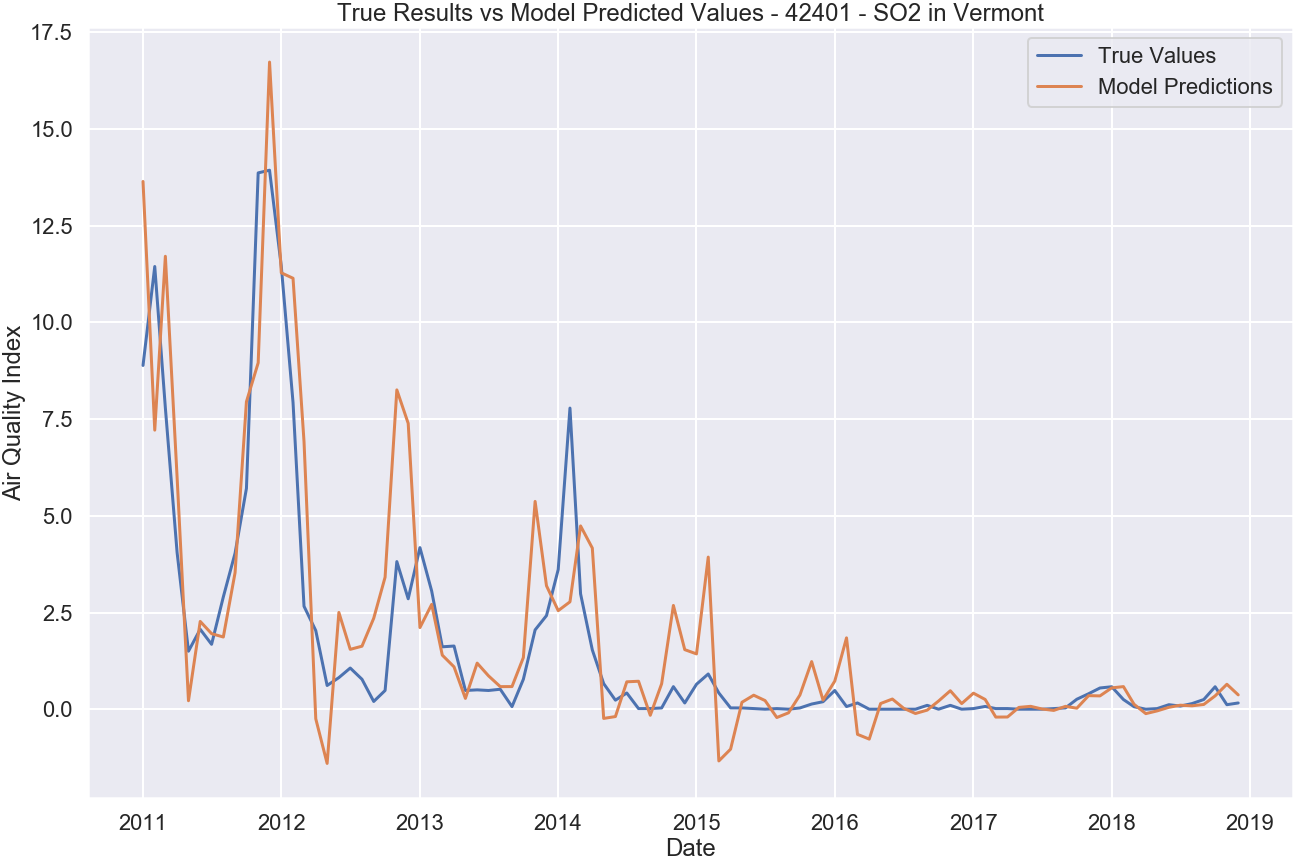 True Results vs Model Predicted Values - 42401 - SO2 in Vermont
True Values
Model Predictions
17.5
15.0
12.5
10.0
7.5
5.0
2.5
0.0
Air Quality Index
2011 2012 2013 2014 2015 2016 2017 2018 2019
Date